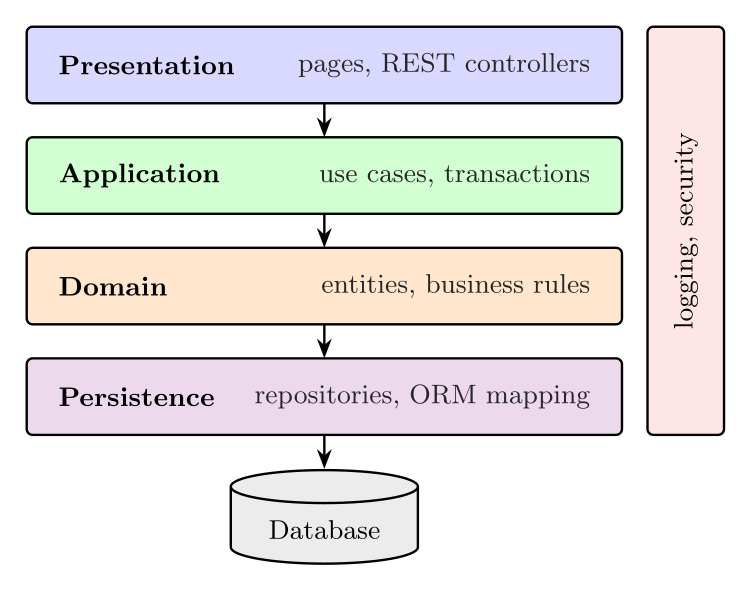 Presentation pages, REST controllers
Application use cases, transactions
Domain entities, business rules
Persistence repositories, ORM mapping
Database
logging, security